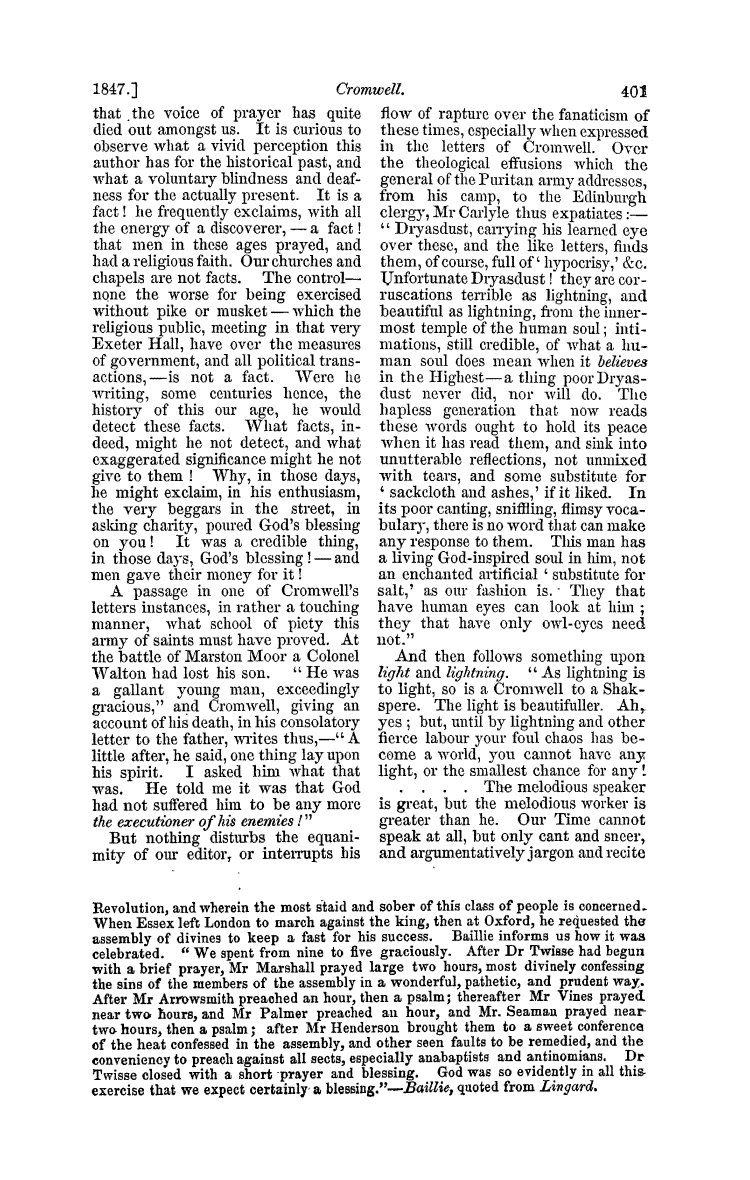 1847.] Cromwell. 401
that the voice of prayer has quite
died out amongst us. It is curious to
observe what a vivid perception this
author has for the historical past, and
what a voluntary blindness and deaf-
ness for the actually present. It is a
fact! he frequently exclaims, with all
the energy of a discoverer, — a fact!
that men in these ages prayed, and
had a religious faith. Our churches and
chapels are not facts. The control—
none the worse for being exercised
without pike or musket — which the
religious public, meeting in that very
Exeter Hall, have over the measures
of government, and all political trans-
actions, — is not a fact. Were he
writing, some centuries hence, the
history of this our age, he would
detect these facts. What facts, in-
deed, might he not detect, and what
exaggerated significance might he not
give to them! Why, in those days,
he might exclaim, in his enthusiasm,
the very beggars in the street, in
asking charity, poured God's blessing
on you! It was a credible thing,
in those days, God's blessing! — and
men gave their money for it!
A passage in one of Cromwell's
letters instances, in rather a touching
manner, what school of piety this
army of saints must have proved. At
the battle of Marston Moor a Colonel
Walton had lost his son. "He was
a gallant young man, exceedingly
gracious," and Cromwell, giving an
account of his death, in his consolatory
letter to the father, writes thus,—"A
little after, he said, one thing lay upon
his spirit. I asked him what that
was. He told me it was that God
had not suffered him to be any more
the executioner of his enemies!"
But nothing disturbs the equani-
mity of our editor, or interrupts his
flow of rapture over the fanaticism of
these times, especially when expressed
in the letters of Cromwell. Over
the theological effusions which the
general of the Puritan army addresses,
from his camp, to the Edinburgh
clergy, Mr Carlyle thus expatiates:—
"Dryasdust, carrying his learned eye
over these, and the like letters, finds
them, of course, full of 'hypocrisy,' &c.
Unfortunate Dryasdust! they are cor-
ruscations terrible as lightning, and
beautiful as lightning, from the inner-
most temple of the human soul; inti-
mations, still credible, of what a hu-
man soul does mean when it believes
in the Highest—a thing poor Dryas-
dust never did, nor will do. The
hapless generation that now reads
these words ought to hold its peace
when it has read them, and sink into
unutterable reflections, not unmixed
with tears, and some substitute for
'sackcloth and ashes,' if it liked. In
its poor canting, sniffling, flimsy voca-
bulary, there is no word that can make
any response to them. This man has
a living God-inspired soul in him, not
an enchanted artificial 'substitute for
salt,' as our fashion is. They that
have human eyes can look at him;
they that have only owl-eyes need
not."
And then follows something upon
light and lightning. "As lightning is
to light, so is a Cromwell to a Shak-
spere. The light is beautifuller. Ah,
yes; but, until by lightning and other
fierce labour your foul chaos has be-
come a world, you cannot have any
light, or the smallest chance for any!
. . . . The melodious speaker
is great, but the melodious worker is
greater than he. Our Time cannot
speak at all, but only cant and sneer,
and argumentatively jargon and recite
Revolution, and wherein the most staid and sober of this class of people is concerned.
When Essex left London to march against the king, then at Oxford, he requested the
assembly of divines to keep a fast for his success. Baillie informs us how it was
celebrated. "We spent from nine to five graciously. After Dr Twisse had begun
with a brief prayer, Mr Marshall prayed large two hours, most divinely confessing
the sins of the members of the assembly in a wonderful, pathetic, and prudent way.
After Mr Arrowsmith preached an hour, then a psalm; thereafter Mr Vines prayed
near two hours, and Mr Palmer preached an hour, and Mr. Seaman prayed near
two hours, then a psalm; after Mr Henderson brought them to a sweet conference
of the heat confessed in the assembly, and other seen faults to be remedied, and the
conveniency to preach against all sects, especially anabaptists and antinomians. Dr
Twisse closed with a short prayer and blessing. God was so evidently in all this
exercise that we expect certainly a blessing."—Baillie, quoted from Lingard.